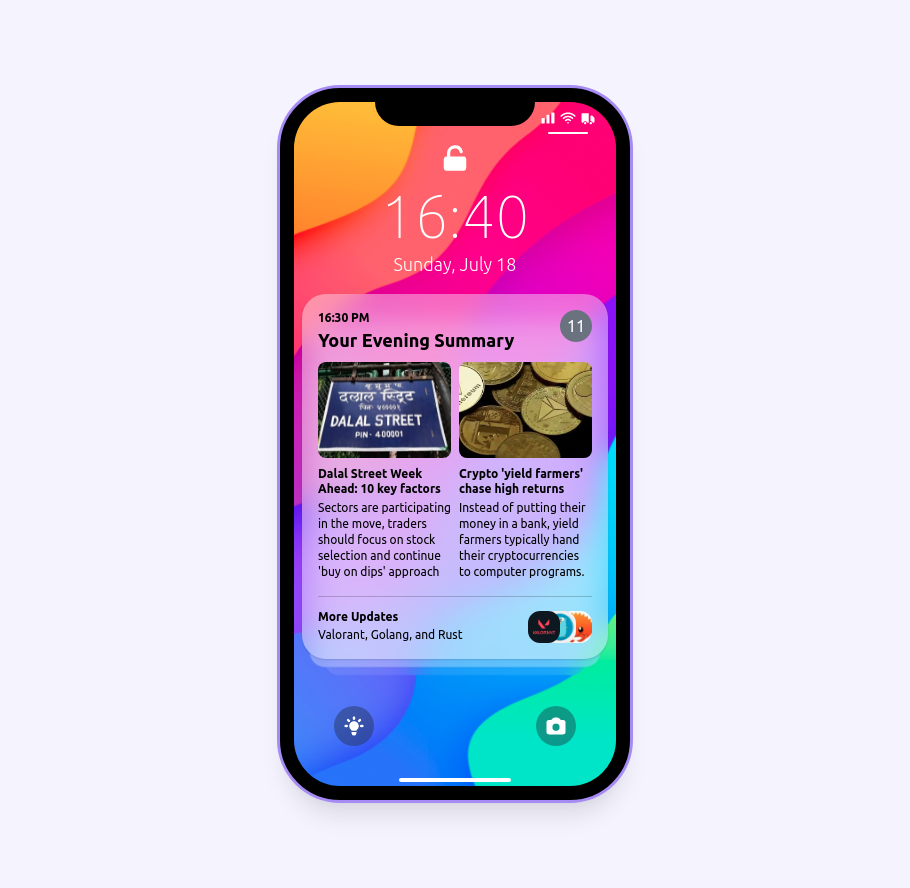 16:40
Sunday, July 18
16:30 PM
11
Your Evening Summary
दलाल स्ट्रिट
DALAL STREET
PIN - 400001
Dalal Street Week
Ahead: 10 key factors
Sectors are participating
in the move, traders
should focus on stock
selection and continue
'buy on dips' approach
Crypto 'yield farmers'
chase high returns
Instead of putting their
money in a bank, yield
farmers typically hand
their cryptocurrencies
to computer programs.
More Updates
Valorant, Golang, and Rust
VALORANT